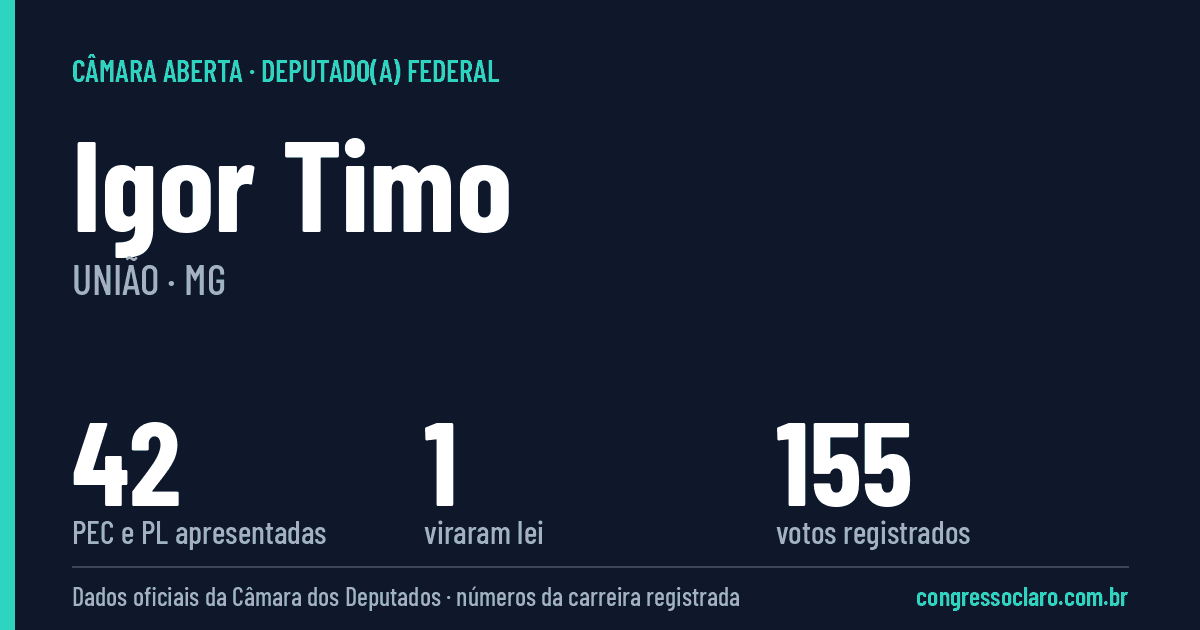 CÂMARA ABERTA · DEPUTADO(A) FEDERAL
Igor Timo
UNIÃO · MG
42
PEC e PL apresentadas
1
viraram lei
155
votos registrados
Dados oficiais da Câmara dos Deputados · números da carreira registrada
congressoclaro.com.br